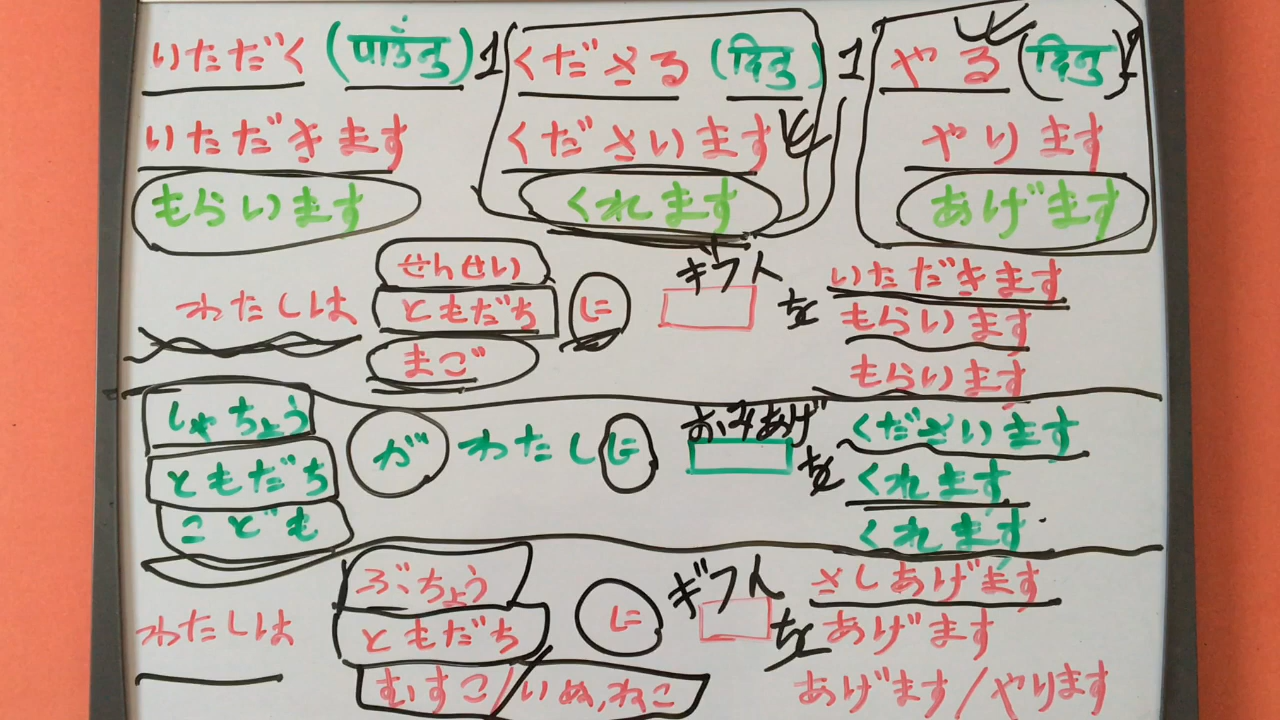 いただく (पाउँनु) 1 くださる (दिनु) 1 やる (दिनु)
いただきます くださいます やります
もらいます くれます あげます
せんせい ギフト いただきます
わたしは ともだち に を もらいます
まご もらいます
しゃちょう おみあげ くださいます
ともだち が わたしに を くれます
こども くれます
ぶちょう ギフト さしあげます
わたしは ともだち に を あげます
むすこ/いぬ,ねこ あげます/やります